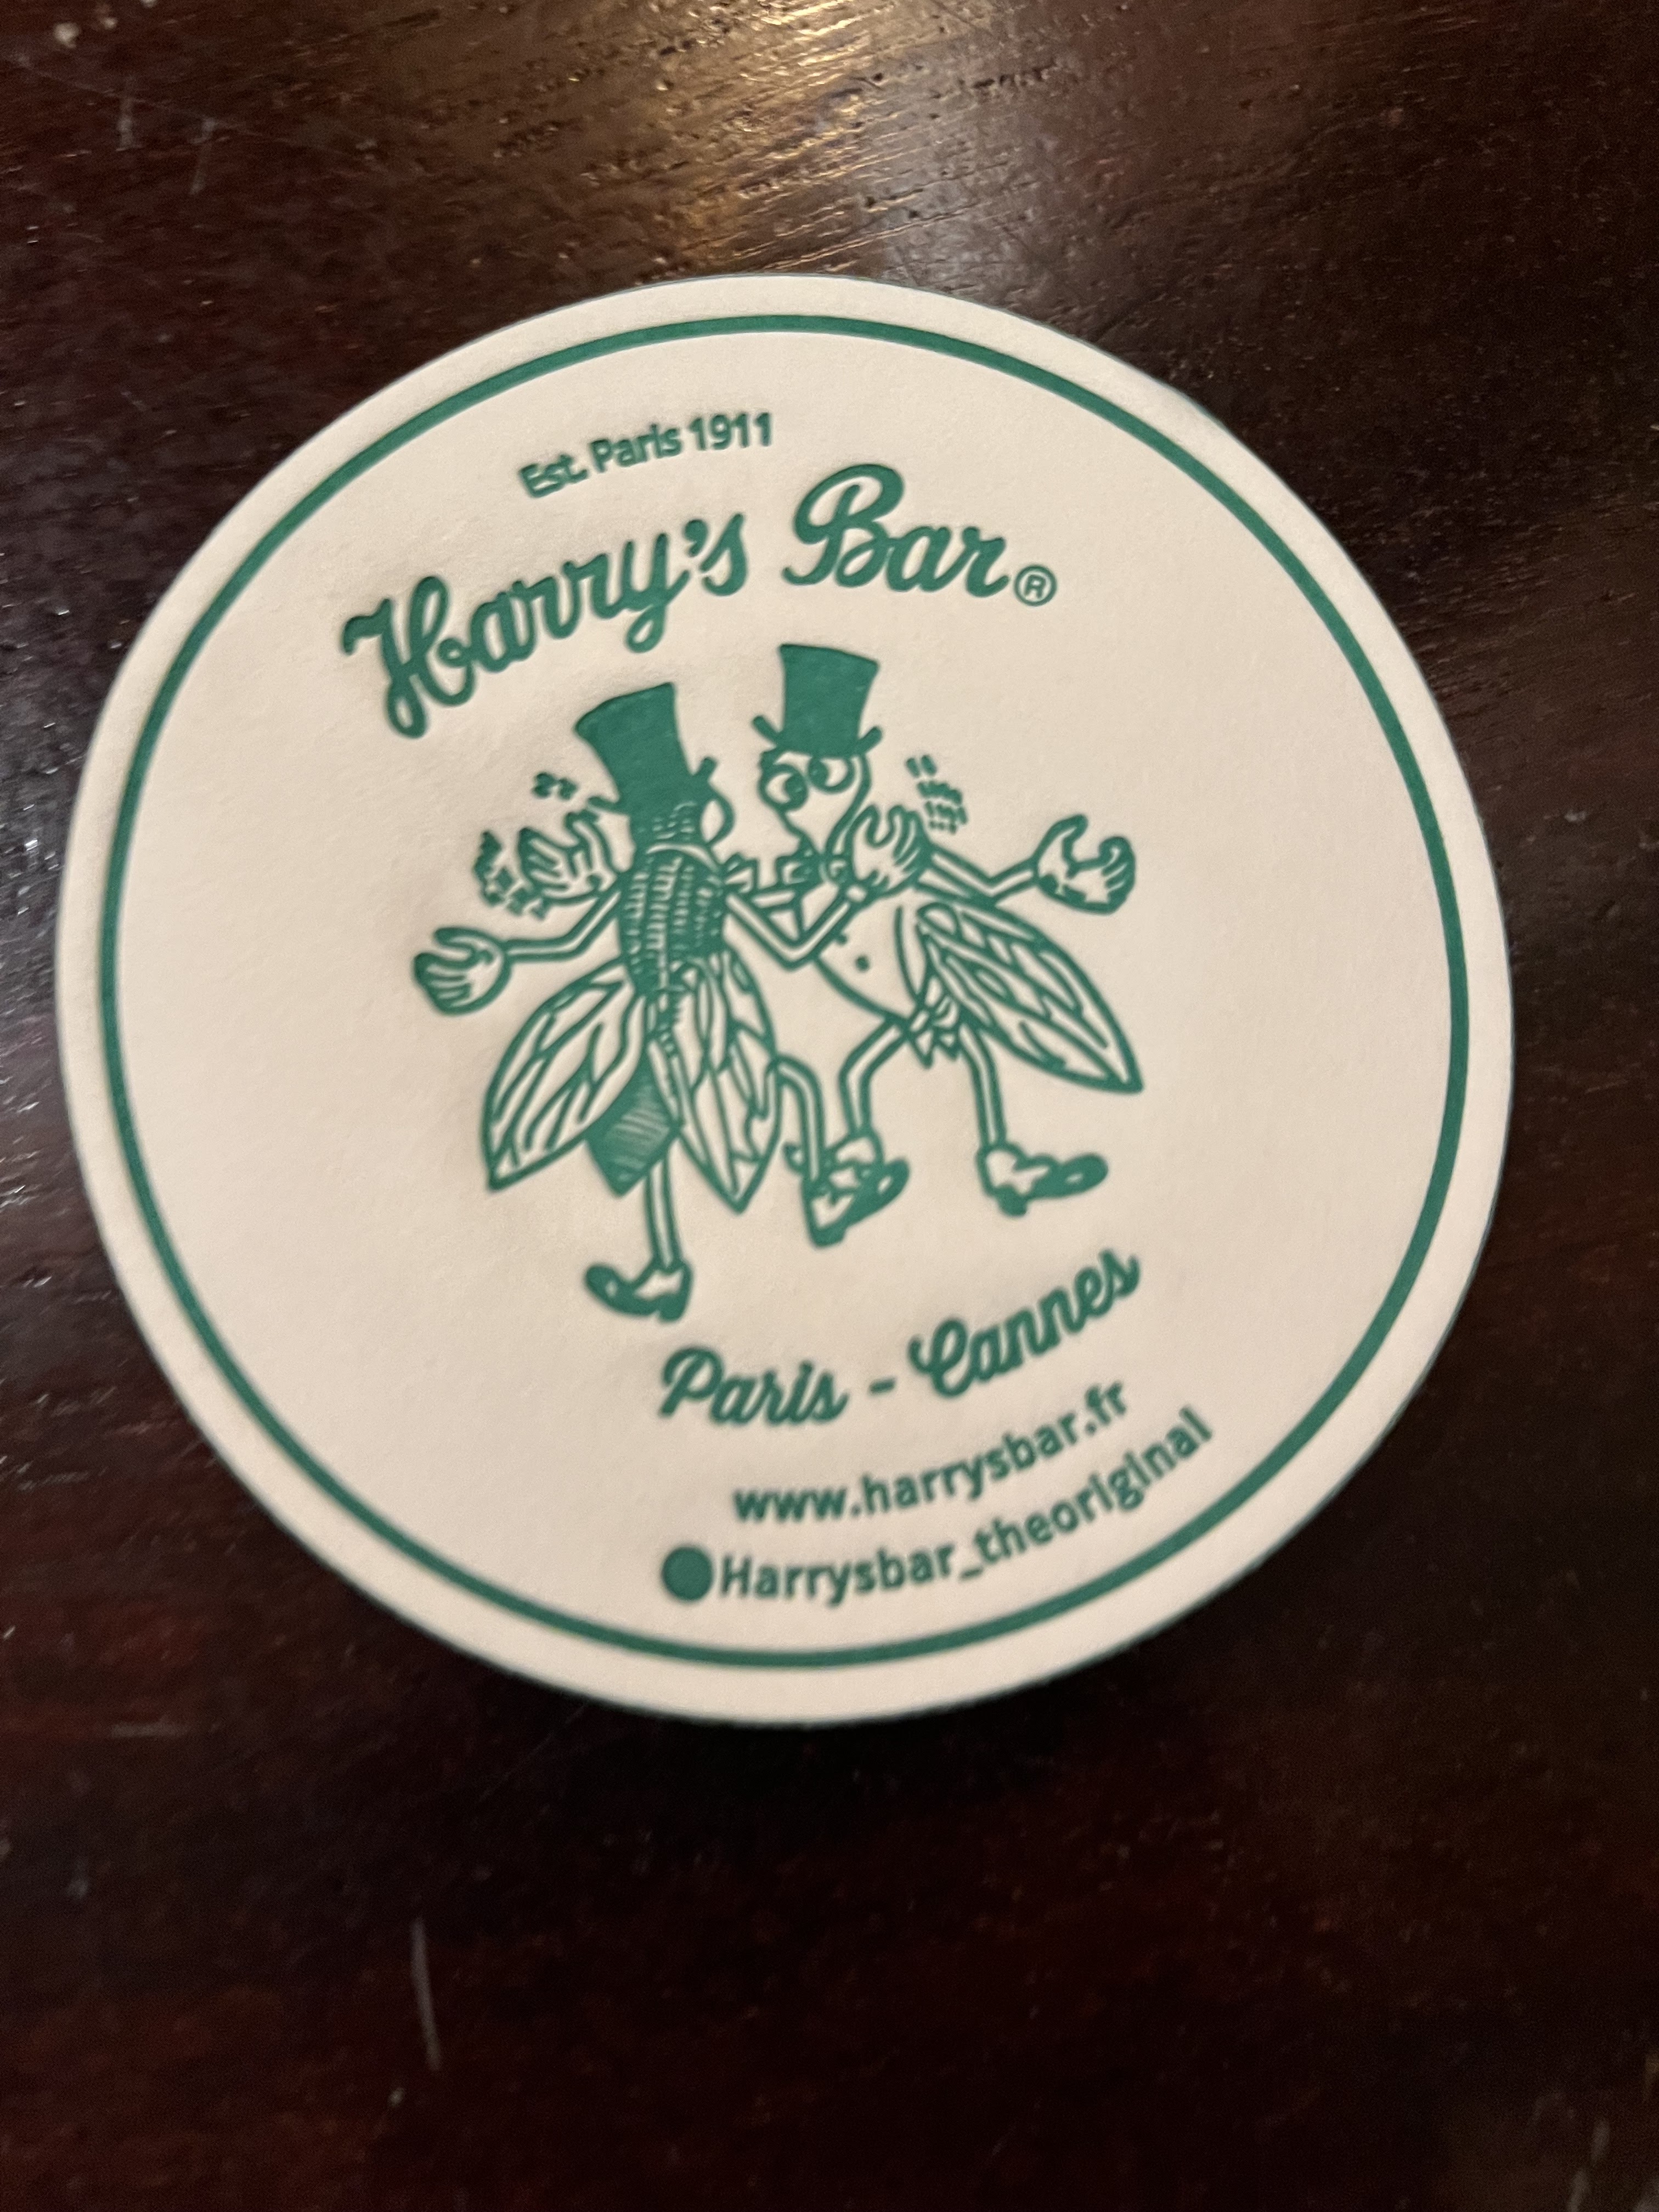 Est. Paris 1911
Harry's Bar®
Paris - Cannes
www.harrysbar.fr
Harrysbar_theoriginal